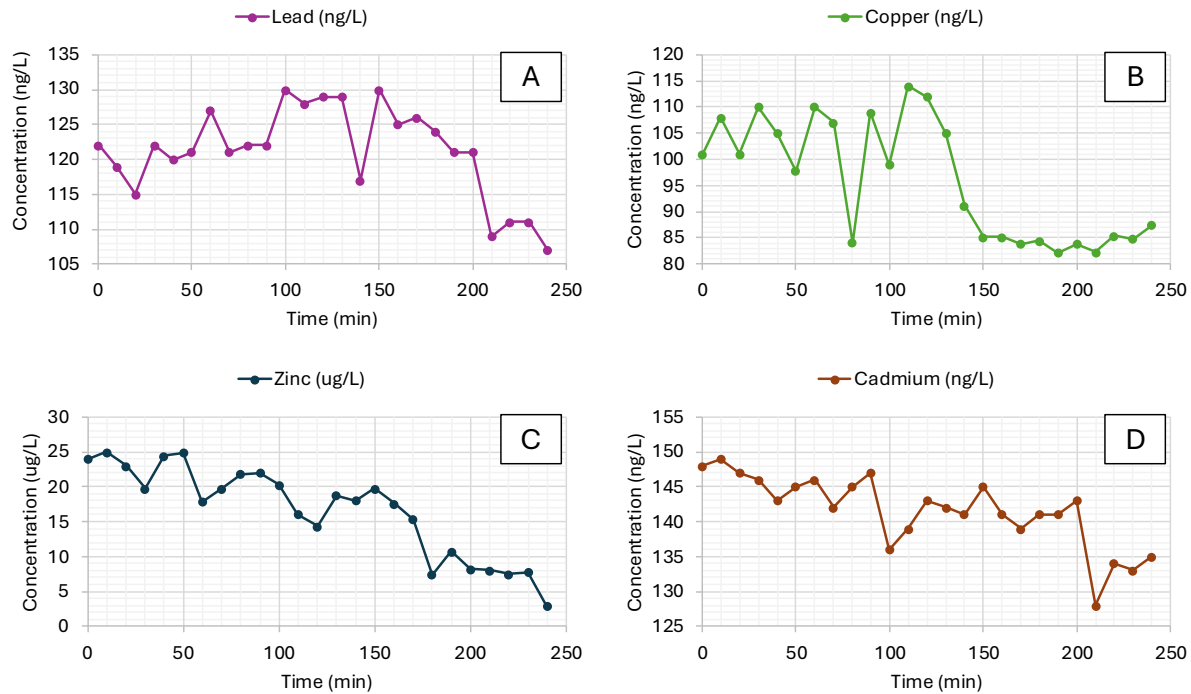 Lead (ng/L)
A
Concentration (ng/L)
135
130
125
120
115
110
105
0 50 100 150 200 250
Time (min)
Copper (ng/L)
B
Concentration (ng/L)
120
115
110
105
100
95
90
85
80
0 50 100 150 200 250
Time (min)
Zinc (ug/L)
C
Concentration (ug/L)
30
25
20
15
10
5
0
0 50 100 150 200 250
Time (min)
Cadmium (ng/L)
D
Concentration (ng/L)
155
150
145
140
135
130
125
0 50 100 150 200 250
Time (min)